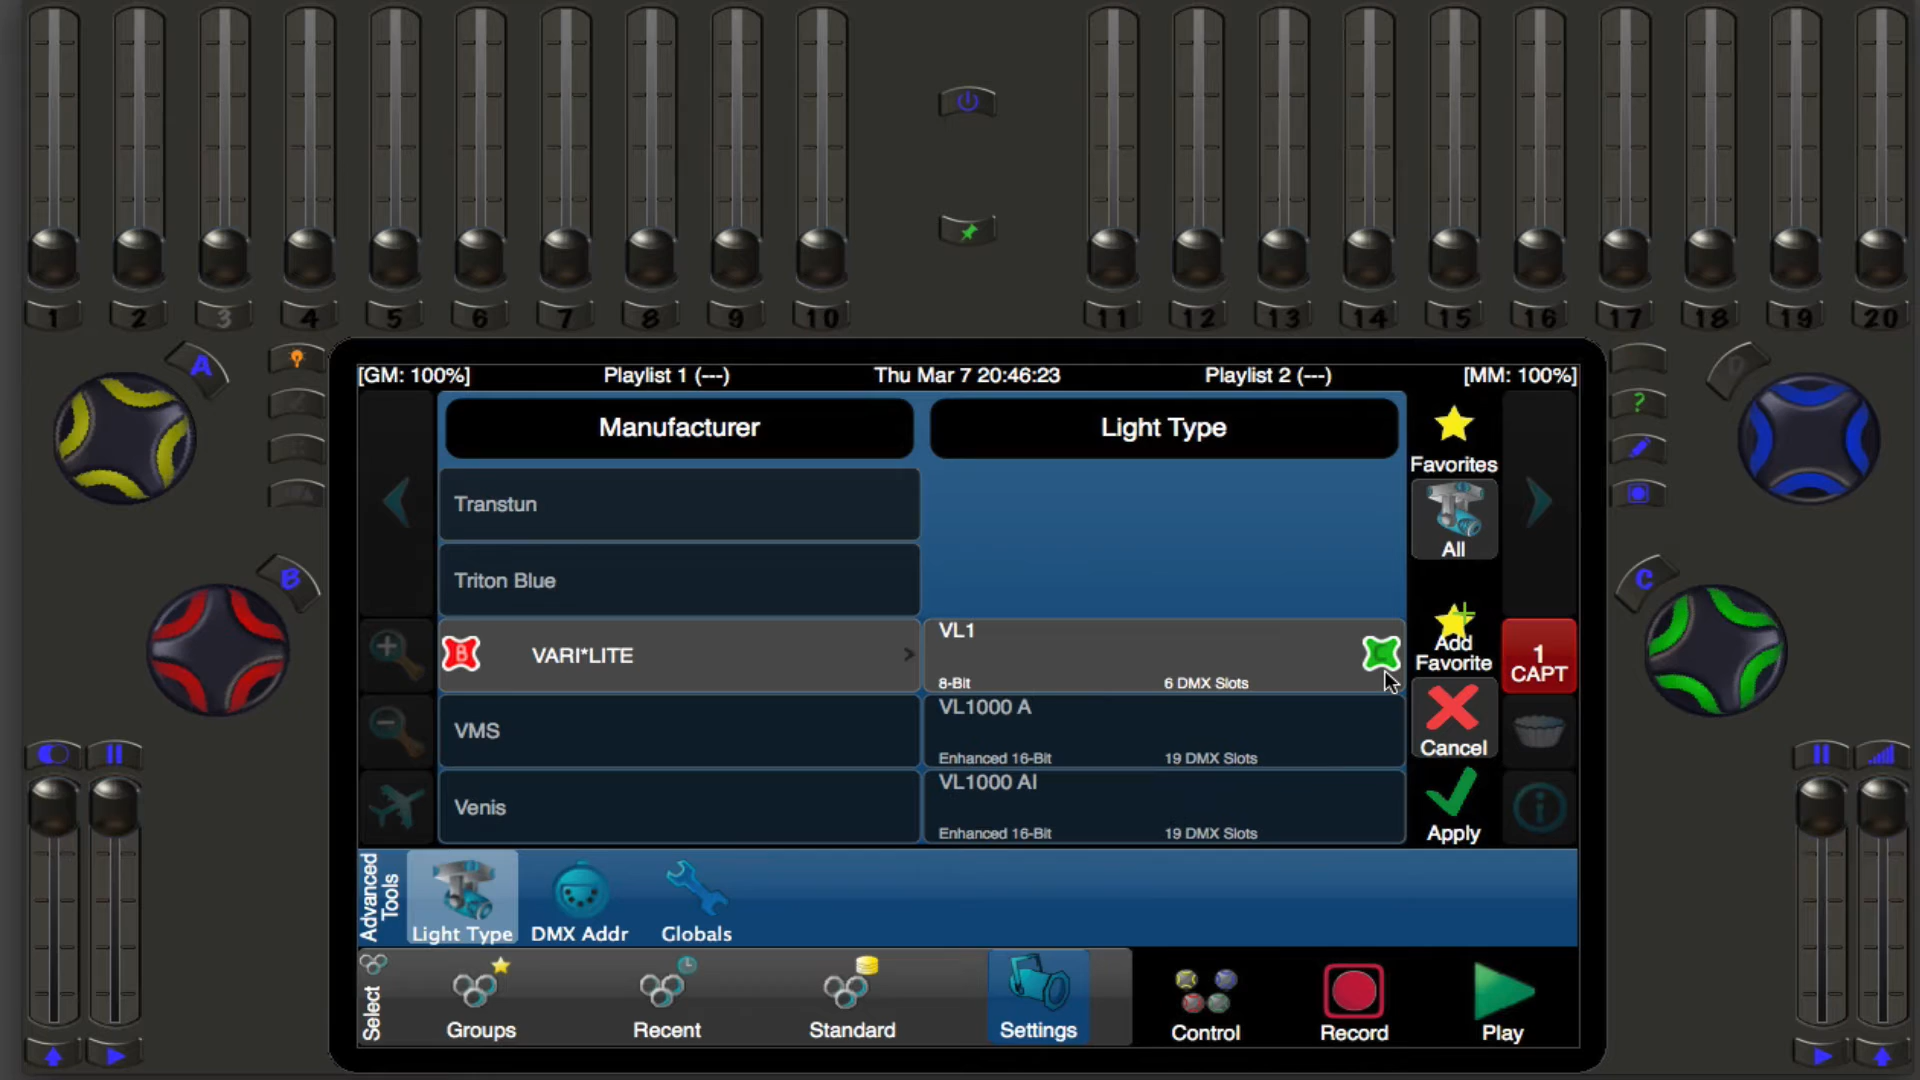 1 2 3 4 5 6 7 8 9 10
11 12 13 14 15 16 17 18 19 20
A
B
?
C
[GM: 100%] Playlist 1 (---) Thu Mar 7 20:46:23 Playlist 2 (---) [MM: 100%]
Manufacturer
Light Type
Favorites
All
Transtun
Triton Blue
B VARI*LITE >
VL1
8-Bit 6 DMX Slots
C
VMS
VL1000 A
Enhanced 16-Bit 19 DMX Slots
Venis
VL1000 AI
Enhanced 16-Bit 19 DMX Slots
Add
Favorite
Cancel
Apply
1
CAPT
Advanced
Tools
Light Type
DMX Addr
Globals
Select
Groups
Recent
Standard
Settings
Control
Record
Play